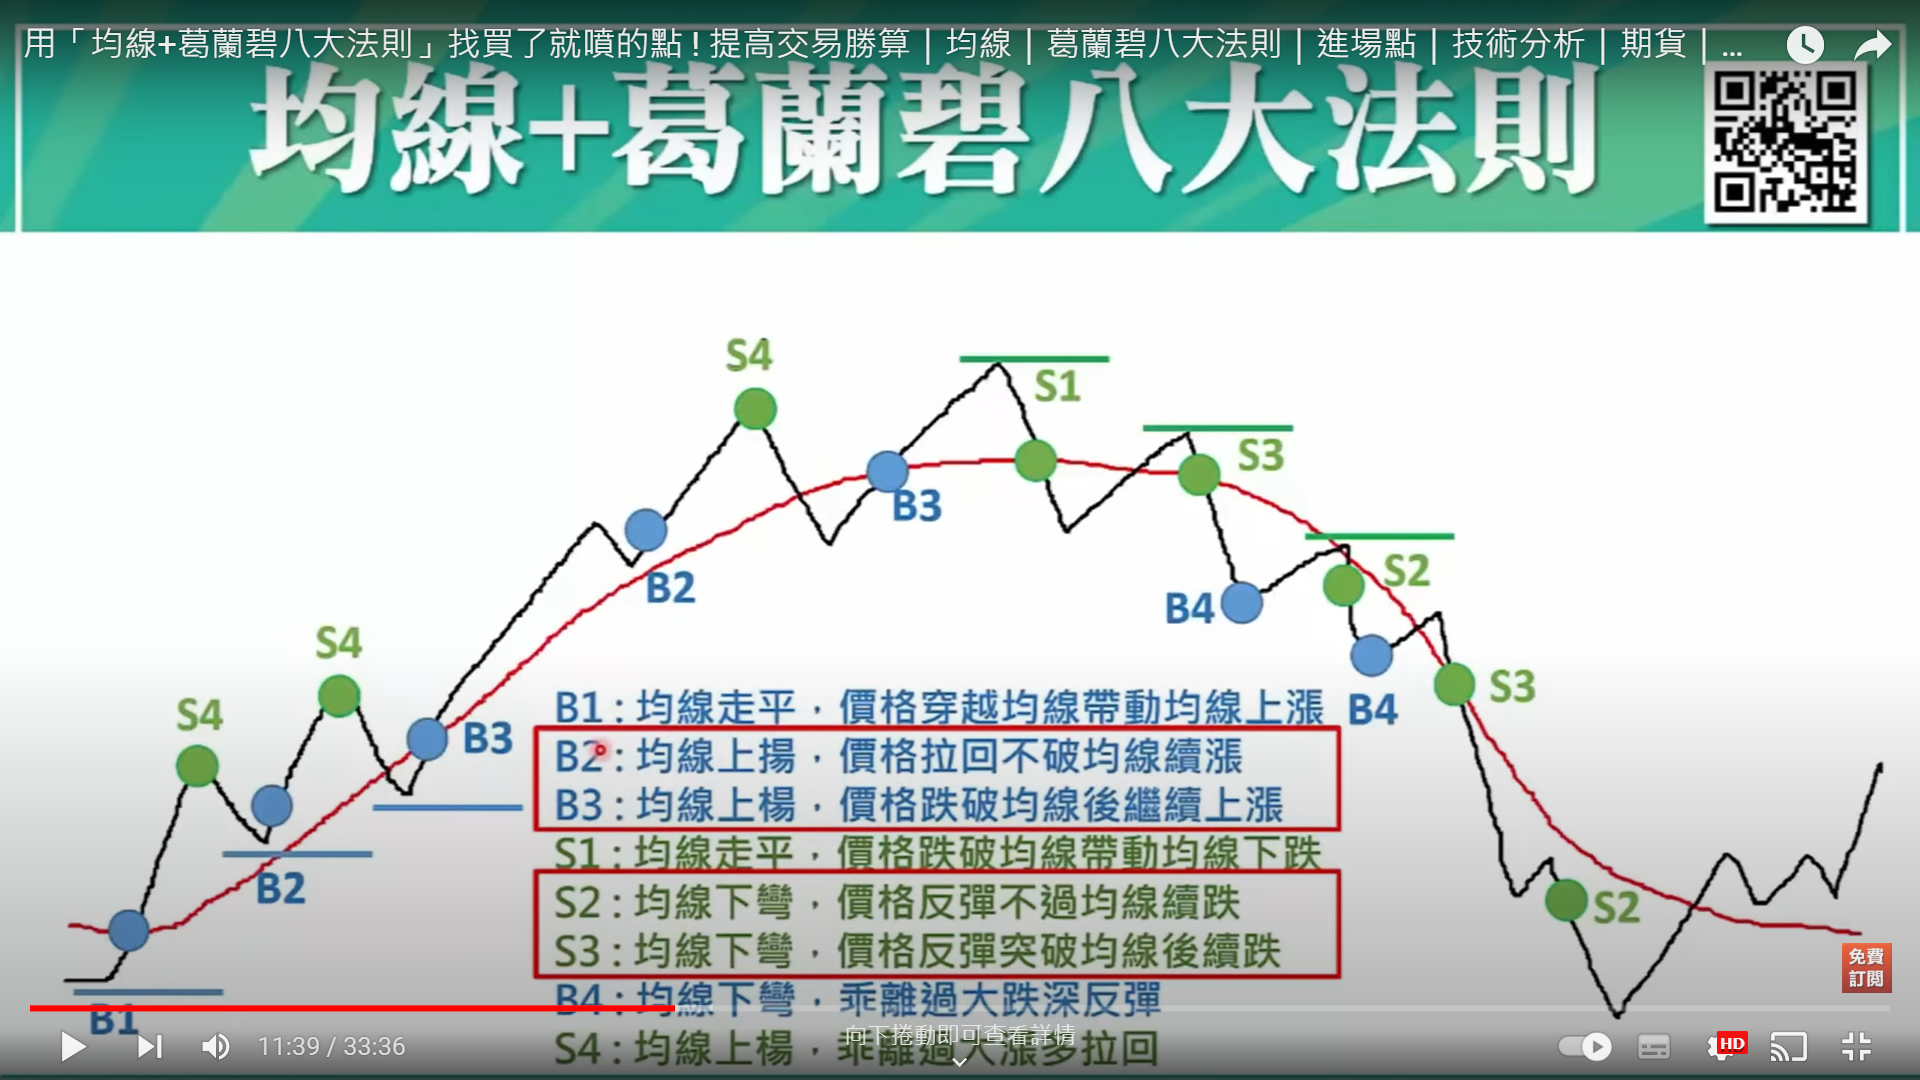 用「均線+葛蘭碧八大法則」找買了就噴的點！提高交易勝算｜均線｜葛蘭碧八大法則｜進場點｜技術分析｜期貨｜...
均線+葛蘭碧八大法則
S4
S1
S3
B3
S2
B2
B4
S4
S3
S4
B3
B4
B1：均線走平，價格穿越均線帶動均線上漲
B2：均線上揚，價格拉回不破均線續漲
B3：均線上楊，價格跌破均線後繼續上漲
S1：均線走平，價格跌破均線帶動均線下跌
B2
S2：均線下彎，價格反彈不過均線續跌
S2
S3：均線下彎，價格反彈突破均線後續跌
免費
訂閱
B4：均線下彎，乖離過大跌深反彈
B1
向下捲動即可查看詳情
11:39 / 33:36
HD
S4：均線上楊，乖離過大漲多拉回